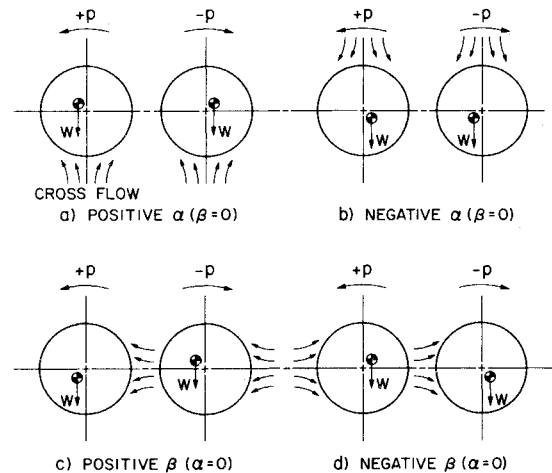 +p -p +p -p
W W W W
CROSS FLOW
a) POSITIVE α (β=0) b) NEGATIVE α (β=0)
+p -p +p -p
W W W W
c) POSITIVE β (α=0) d) NEGATIVE β (α=0)